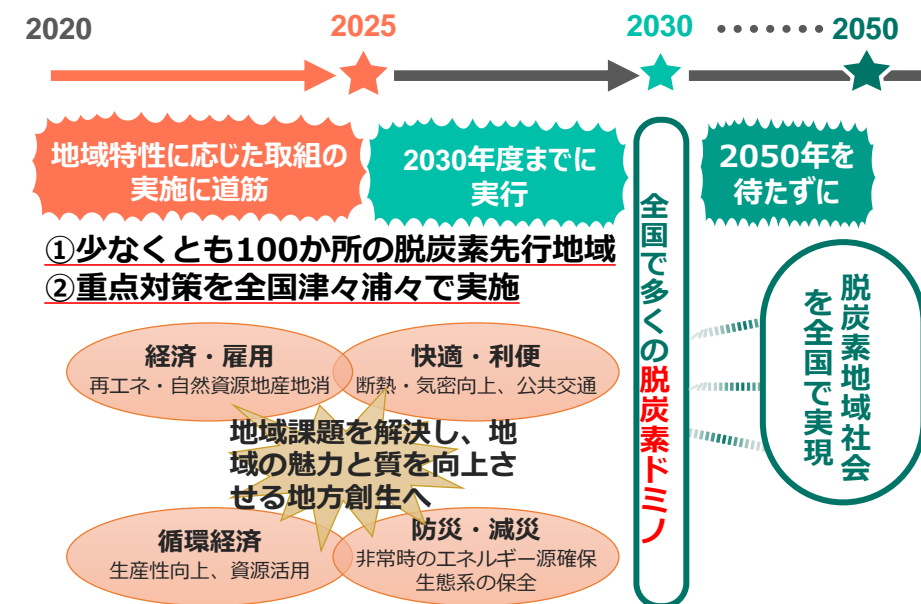 2020
2025
2030
・・・・・・・
2050
地域特性に応じた取組の
実施に道筋
2030年度までに
実行
2050年を
待たずに
①少なくとも100か所の脱炭素先行地域
②重点対策を全国津々浦々で実施
経済・雇用
再エネ・自然資源地産地消
快適・利便
断熱・気密向上、公共交通
地域課題を解決し、地
域の魅力と質を向上さ
せる地方創生へ
循環経済
生産性向上、資源活用
防災・減災
非常時のエネルギー源確保
生態系の保全
全国で多くの脱炭素ドミノ
脱炭素地域社会
を全国で実現